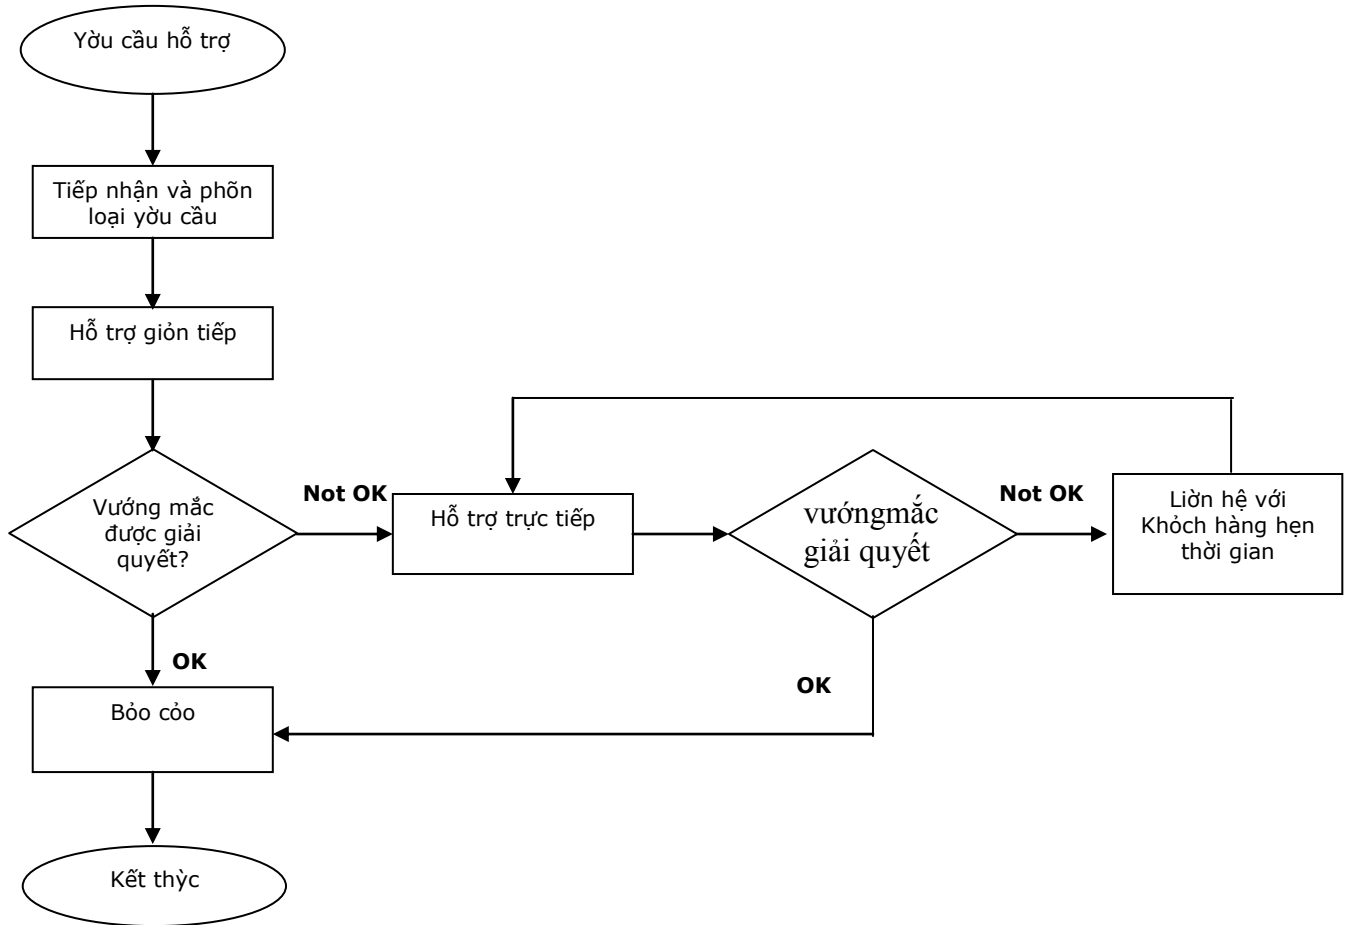 Yờu cầu hỗ trợ
Tiếp nhận và phõn
loại yờu cầu
Hỗ trợ giỏn tiếp
Vướng mắc
được giải
quyết?
Not OK
Hỗ trợ trực tiếp
vướngmắc
giải quyết
Not OK
Liờn hệ với
Khỏch hàng hẹn
thời gian
OK
OK
Bỏo cỏo
Kết thỳc